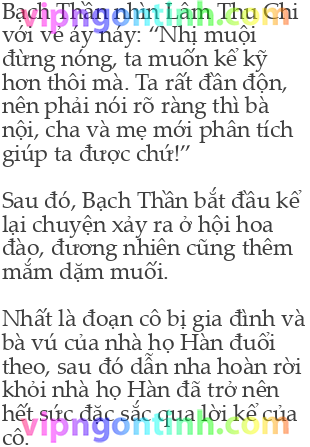 Bạch Thần nhìn Lâm Thu Chi
với vẻ áy náy: “Nhị muội
đừng nóng, ta muốn kể kỹ
hơn thôi mà. Ta rất đần độn,
nên phải nói rõ ràng thì bà
nội, cha và mẹ mới phân tích
giúp ta được chứ!”
Sau đó, Bạch Thần bắt đầu kể
lại chuyện xảy ra ở hội hoa
đào, đương nhiên cũng thêm
mắm dặm muối.
Nhất là đoạn cô bị gia đình và
bà vú của nhà họ Hàn đuổi
theo, sau đó dẫn nha hoàn rời
khỏi nhà họ Hàn đã trở nên
hết sức đặc sắc qua lời kể của
cô.
vipngontinh.com
vipngontinh.com